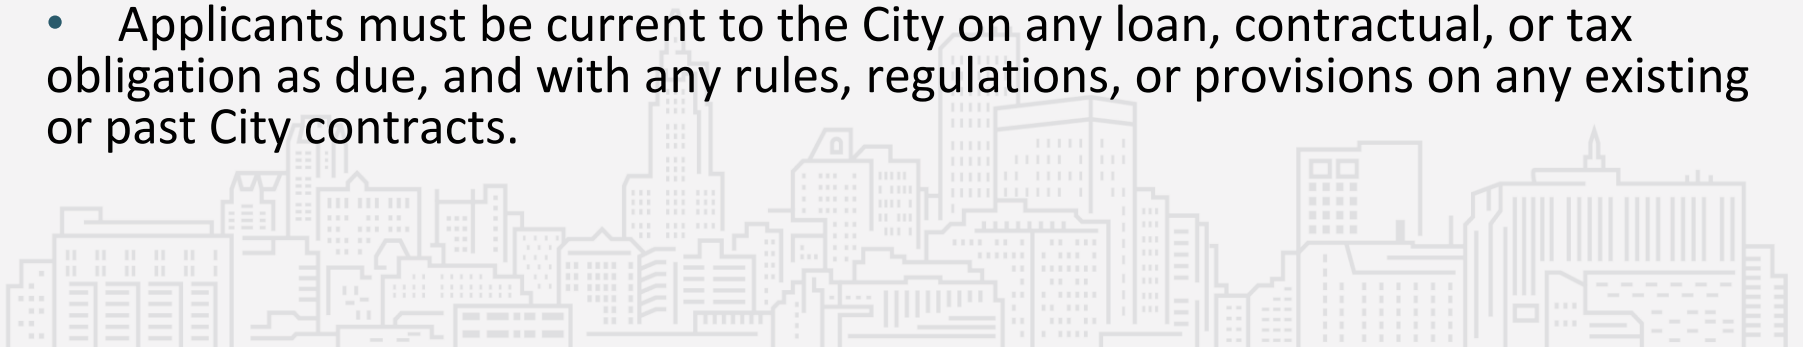 • Applicants must be current to the City on any loan, contractual, or tax
obligation as due, and with any rules, regulations, or provisions on any existing
or past City contracts.